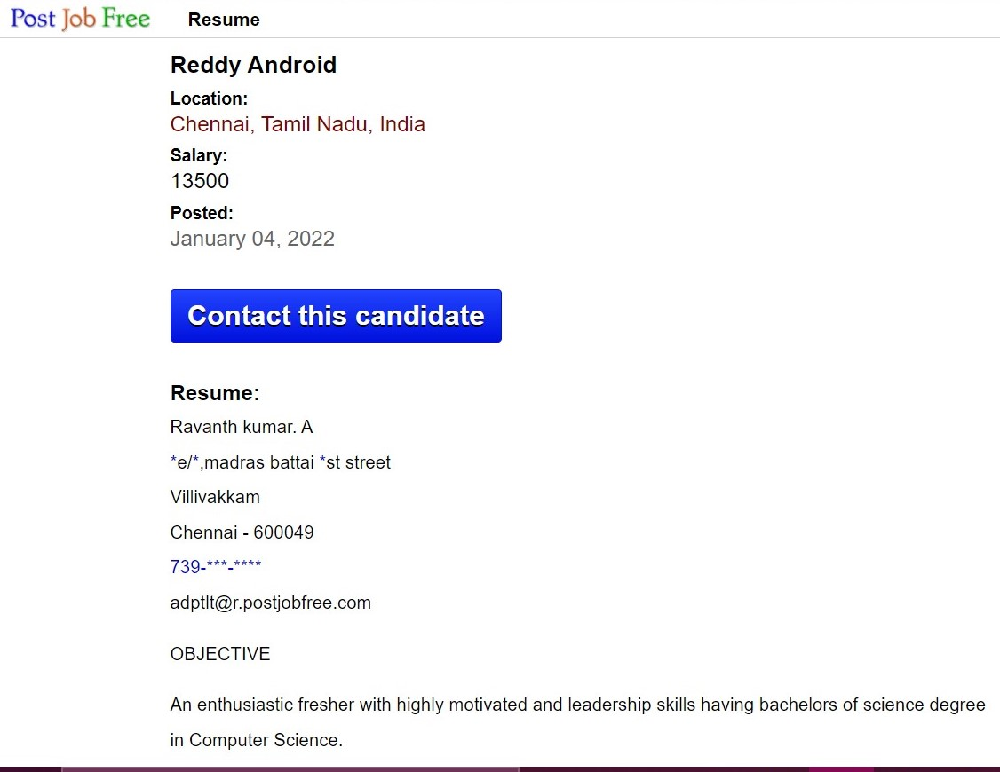 Post Job Free Resume
Reddy Android
Location:
Chennai, Tamil Nadu, India
Salary:
13500
Posted:
January 04, 2022
Contact this candidate
Resume:
Ravanth kumar. A
*e/*,madras battai *st street
Villivakkam
Chennai - 600049
739-***-****
adptlt@r.postjobfree.com
OBJECTIVE
An enthusiastic fresher with highly motivated and leadership skills having bachelors of science degree
in Computer Science.